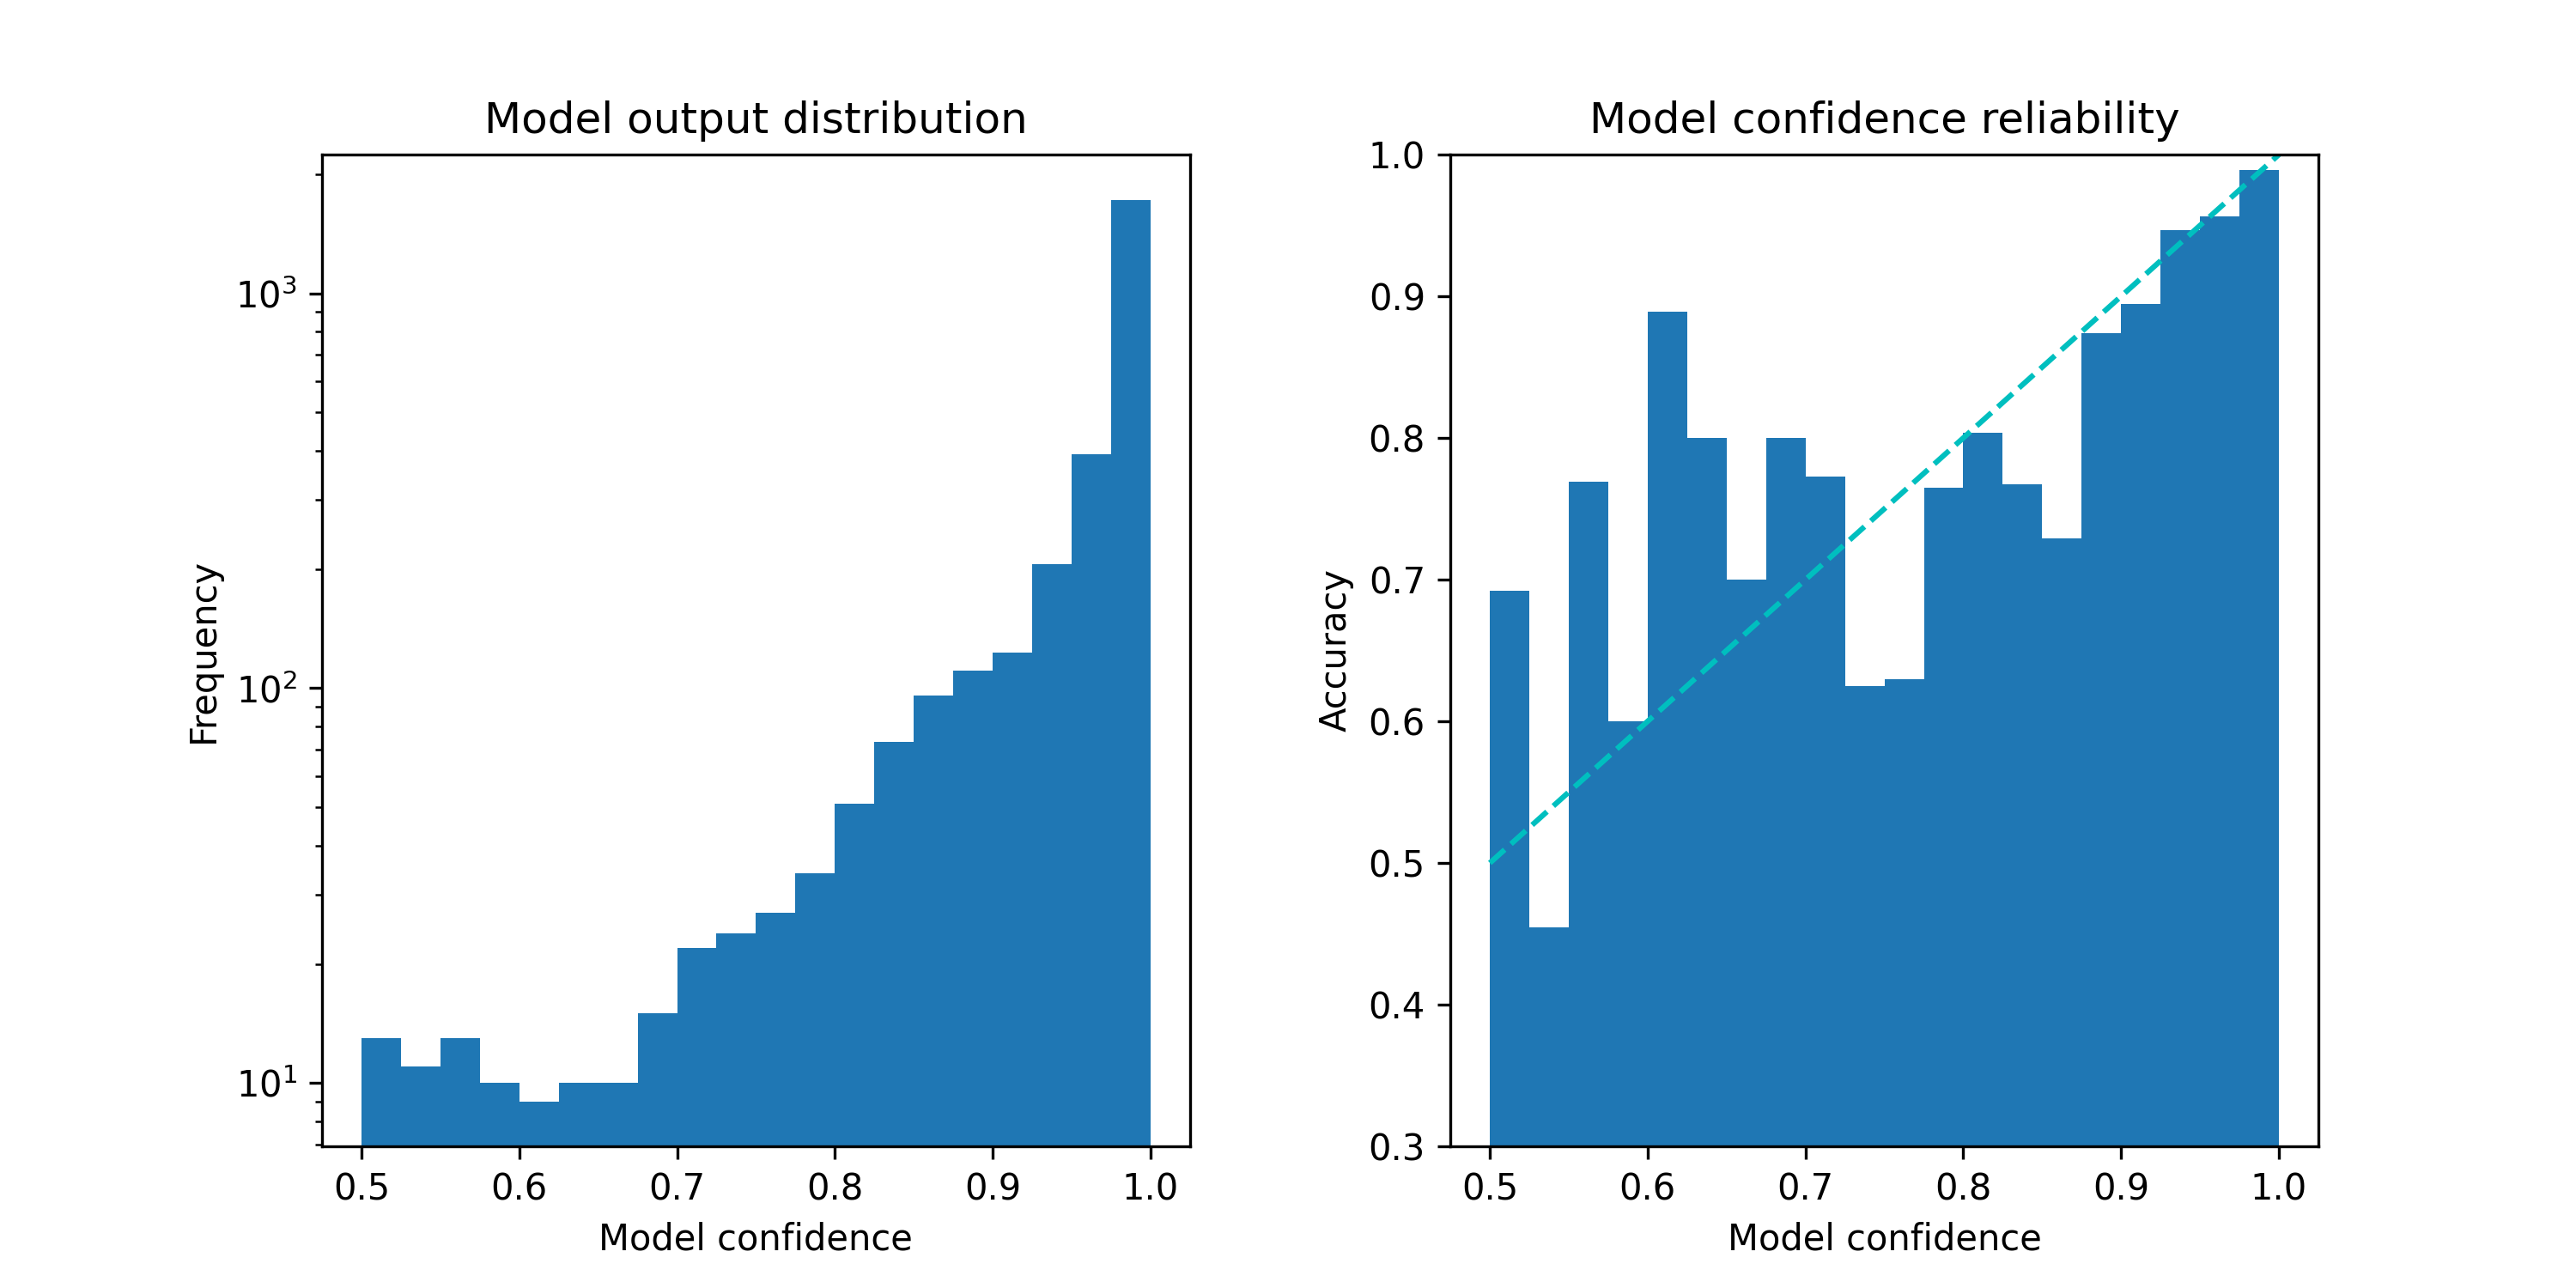 Model output distribution
Frequency
10³
10²
10¹
0.5 0.6 0.7 0.8 0.9 1.0
Model confidence
Model confidence reliability
Accuracy
1.0
0.9
0.8
0.7
0.6
0.5
0.4
0.3
0.5 0.6 0.7 0.8 0.9 1.0
Model confidence